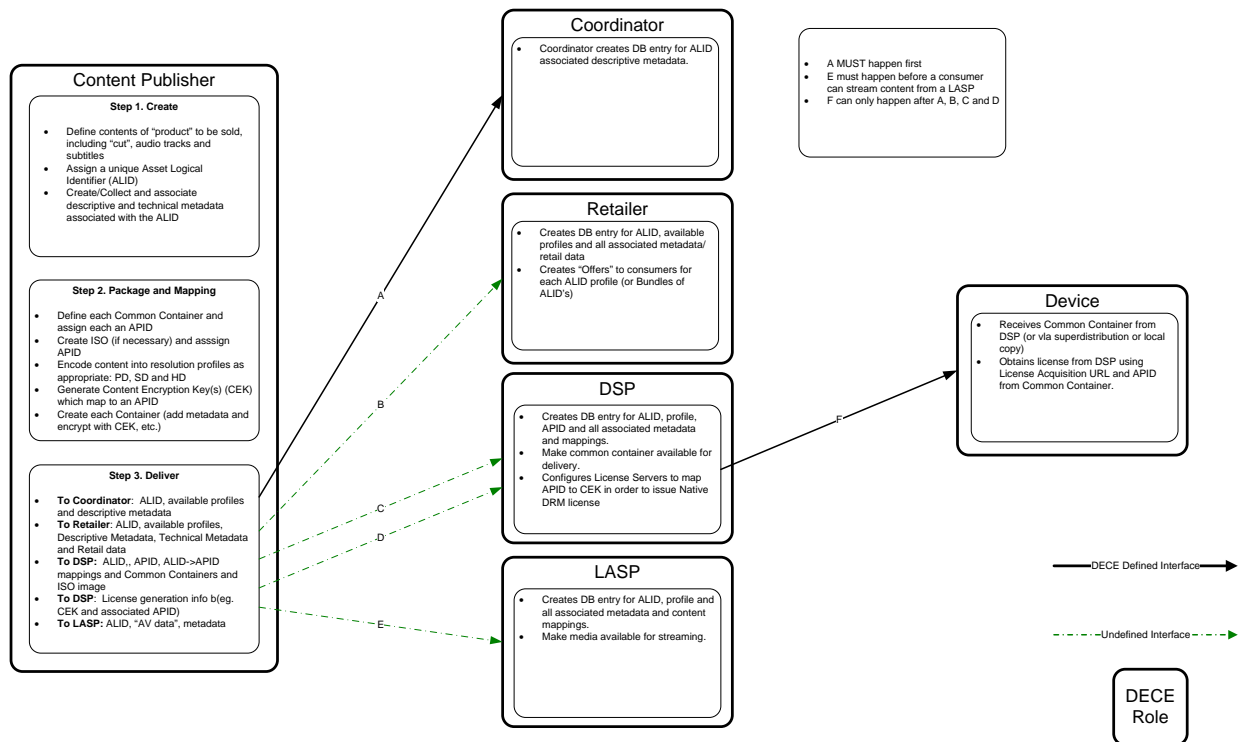 Content Publisher
Step 1. Create
• Define contents of “product” to be sold,
including “cut”, audio tracks and
subtitles
• Assign a unique Asset Logical
Identifier (ALID)
• Create/Collect and associate
descriptive and technical metadata
associated with the ALID
Step 2. Package and Mapping
• Define each Common Container and
assign each an APID
• Create ISO (if necessary) and asssign
APID
• Encode content into resolution profiles as
appropriate: PD, SD and HD
• Generate Content Encryption Key(s) (CEK)
which map to an APID
• Create each Container (add metadata and
encrypt with CEK, etc.)
Step 3. Deliver
• To Coordinator: ALID, available profiles
and descriptive metadata
• To Retailer: ALID, available profiles,
Descriptive Metadata, Technical Metadata
and Retail data
• To DSP: ALID,, APID, ALID->APID
mappings and Common Containers and
ISO image
• To DSP: License generation info b(eg.
CEK and associated APID)
• To LASP: ALID, “AV data”, metadata
A
B
C
D
E
Coordinator
• Coordinator creates DB entry for ALID
associated descriptive metadata.
Retailer
• Creates DB entry for ALID, available
profiles and all associated metadata/
retail data
• Creates “Offers” to consumers for
each ALID profile (or Bundles of
ALID’s)
DSP
• Creates DB entry for ALID, profile,
APID and all associated metadata
and mappings.
• Make common container available for
delivery.
• Configures License Servers to map
APID to CEK in order to issue Native
DRM license
LASP
• Creates DB entry for ALID, profile and
all associated metadata and content
mappings.
• Make media available for streaming.
F
• A MUST happen first
• E must happen before a consumer
can stream content from a LASP
• F can only happen after A, B, C and D
Device
• Receives Common Container from
DSP (or vla superdistribution or local
copy)
• Obtains license from DSP using
License Acquisition URL and APID
from Common Container.
DECE Defined Interface
Undefined Interface
DECE
Role